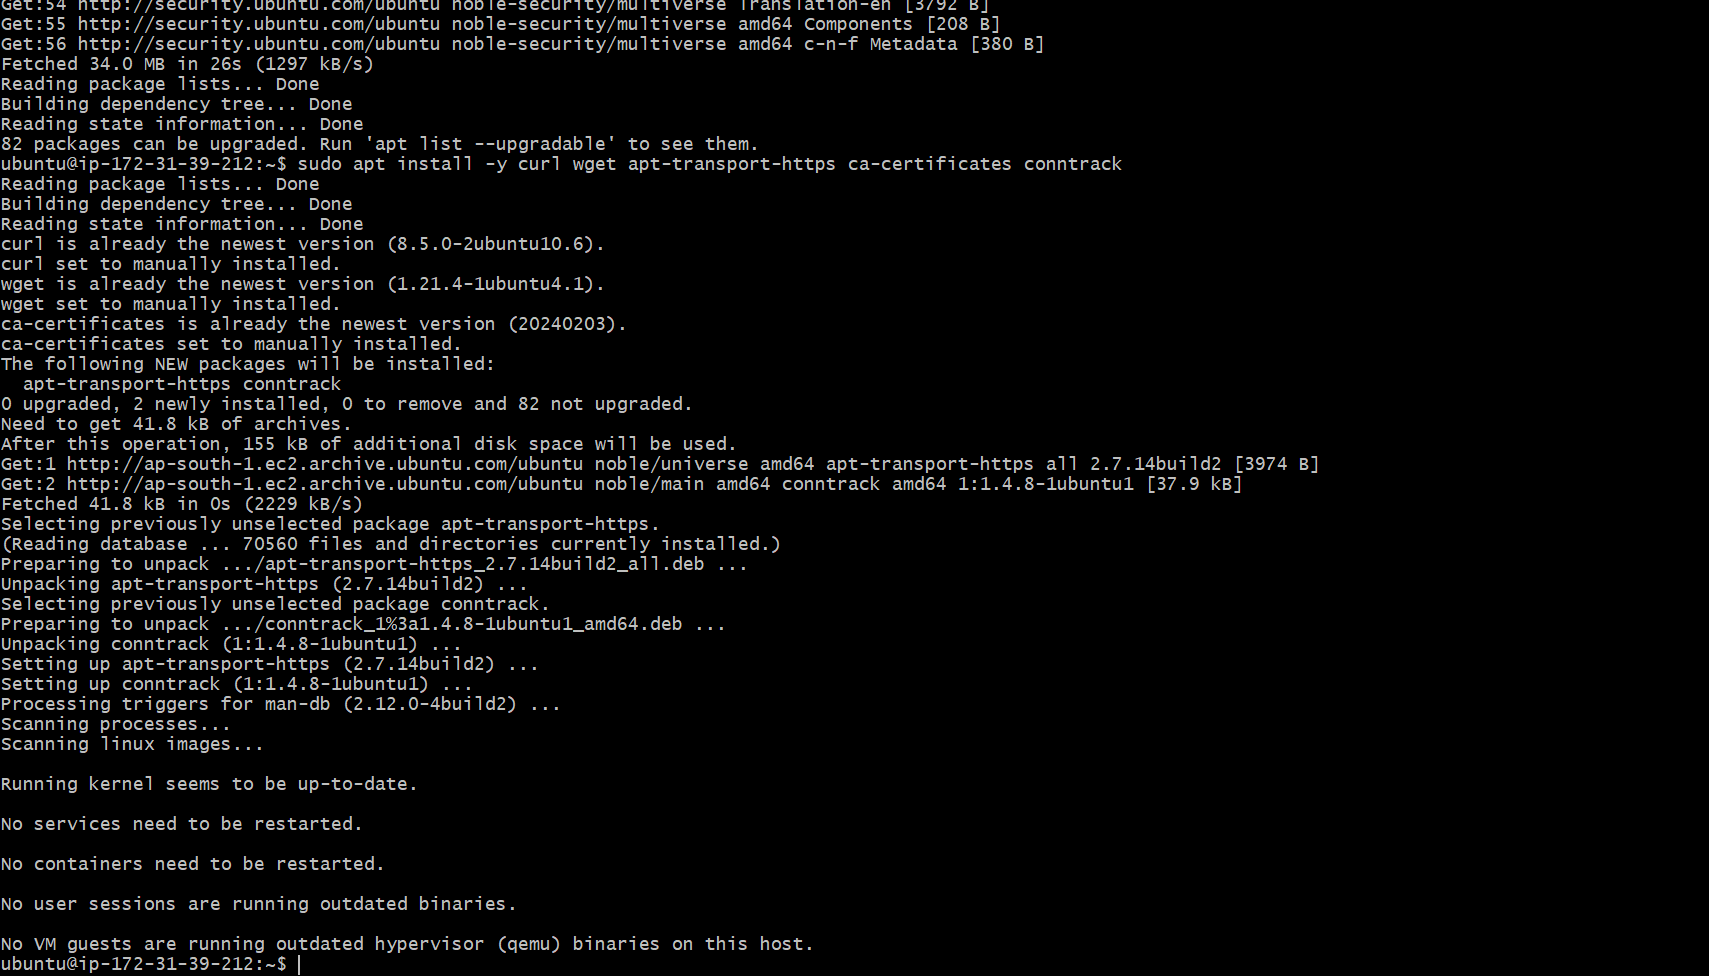 Get:54 http://security.ubuntu.com/ubuntu noble-security/multiverse Translation-en [3792 B]
Get:55 http://security.ubuntu.com/ubuntu noble-security/multiverse amd64 Components [208 B]
Get:56 http://security.ubuntu.com/ubuntu noble-security/multiverse amd64 c-n-f Metadata [380 B]
Fetched 34.0 MB in 26s (1297 kB/s)
Reading package lists... Done
Building dependency tree... Done
Reading state information... Done
82 packages can be upgraded. Run 'apt list --upgradable' to see them.
ubuntu@ip-172-31-39-212:~$ sudo apt install -y curl wget apt-transport-https ca-certificates conntrack
Reading package lists... Done
Building dependency tree... Done
Reading state information... Done
curl is already the newest version (8.5.0-2ubuntu10.6).
curl set to manually installed.
wget is already the newest version (1.21.4-1ubuntu4.1).
wget set to manually installed.
ca-certificates is already the newest version (20240203).
ca-certificates set to manually installed.
The following NEW packages will be installed:
  apt-transport-https conntrack
0 upgraded, 2 newly installed, 0 to remove and 82 not upgraded.
Need to get 41.8 kB of archives.
After this operation, 155 kB of additional disk space will be used.
Get:1 http://ap-south-1.ec2.archive.ubuntu.com/ubuntu noble/universe amd64 apt-transport-https all 2.7.14build2 [3974 B]
Get:2 http://ap-south-1.ec2.archive.ubuntu.com/ubuntu noble/main amd64 conntrack amd64 1:1.4.8-1ubuntu1 [37.9 kB]
Fetched 41.8 kB in 0s (2229 kB/s)
Selecting previously unselected package apt-transport-https.
(Reading database ... 70560 files and directories currently installed.)
Preparing to unpack .../apt-transport-https_2.7.14build2_all.deb ...
Unpacking apt-transport-https (2.7.14build2) ...
Selecting previously unselected package conntrack.
Preparing to unpack .../conntrack_1%3a1.4.8-1ubuntu1_amd64.deb ...
Unpacking conntrack (1:1.4.8-1ubuntu1) ...
Setting up apt-transport-https (2.7.14build2) ...
Setting up conntrack (1:1.4.8-1ubuntu1) ...
Processing triggers for man-db (2.12.0-4build2) ...
Scanning processes...
Scanning linux images...
Running kernel seems to be up-to-date.
No services need to be restarted.
No containers need to be restarted.
No user sessions are running outdated binaries.
No VM guests are running outdated hypervisor (qemu) binaries on this host.
ubuntu@ip-172-31-39-212:~$